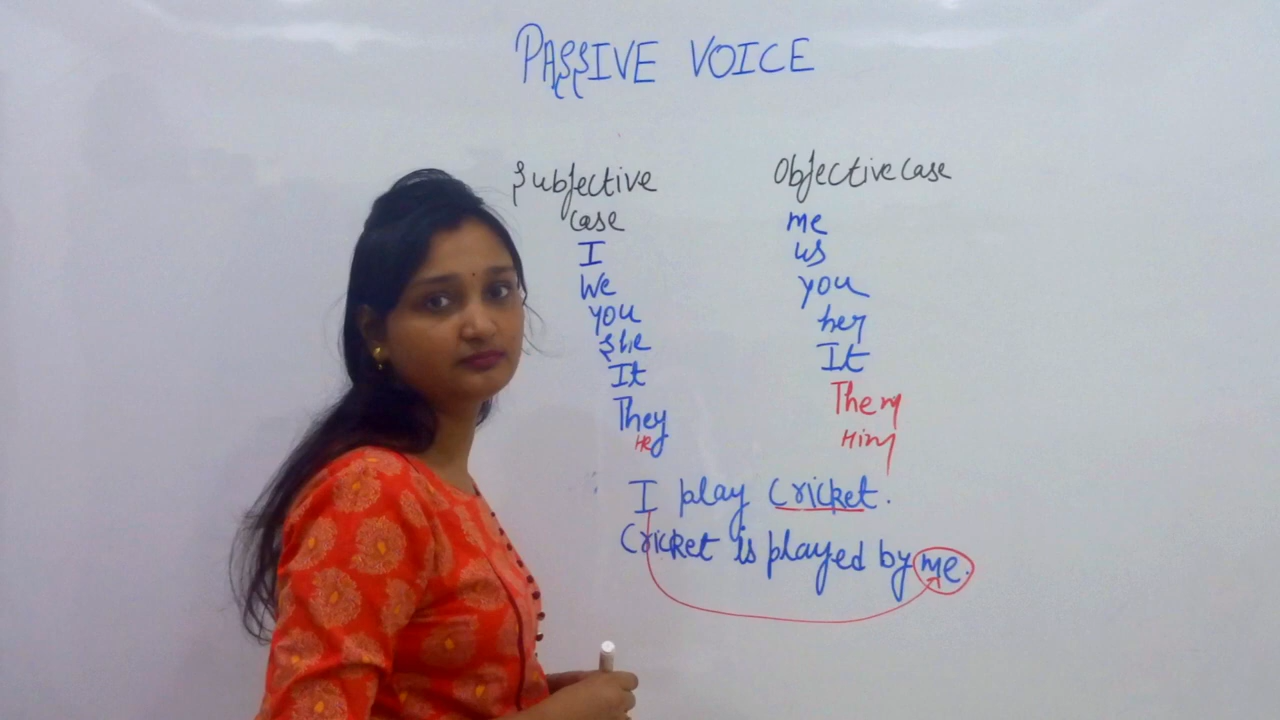 PASSIVE VOICE
Subjective case
Objective case
I me
We us
you you
She her
It It
They Them
He Him
I play Cricket.
Cricket is played by me.